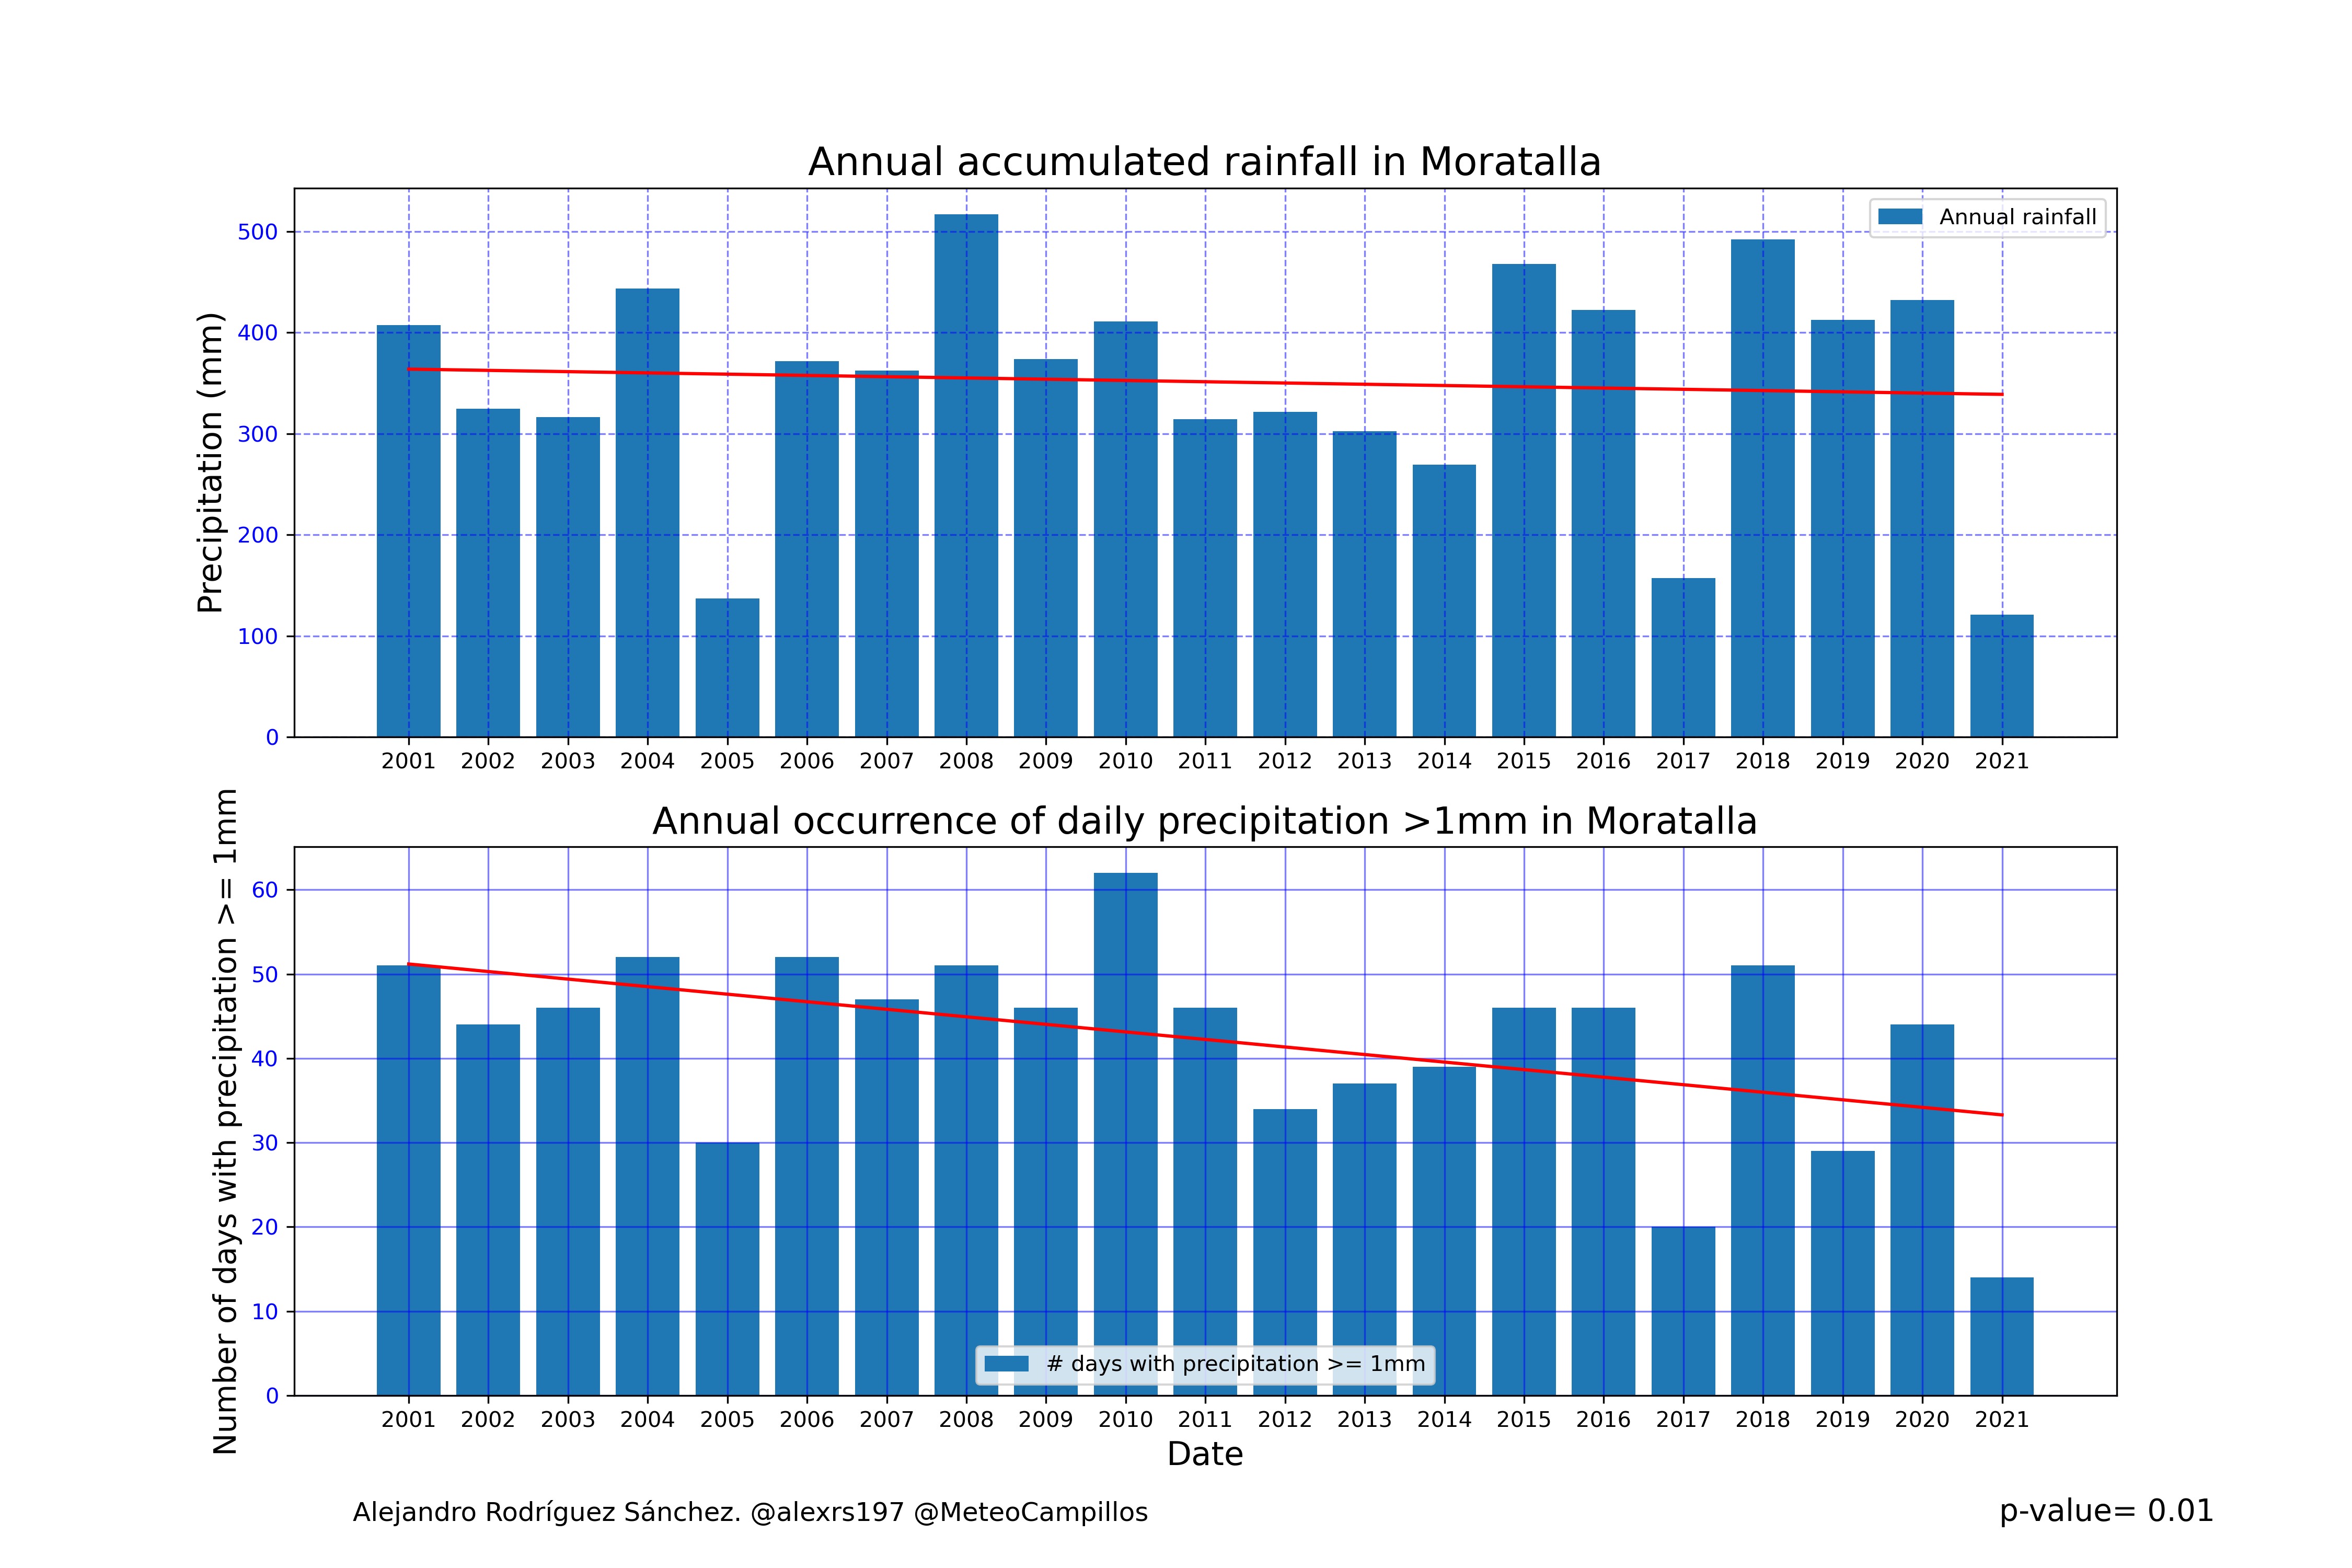 Annual accumulated rainfall in Moratalla
Precipitation (mm)
500
400
300
200
100
0
Annual rainfall
2001 2002 2003 2004 2005 2006 2007 2008 2009 2010 2011 2012 2013 2014 2015 2016 2017 2018 2019 2020 2021
Annual occurrence of daily precipitation >1mm in Moratalla
Number of days with precipitation >= 1mm
60
50
40
30
20
10
0
# days with precipitation >= 1mm
2001 2002 2003 2004 2005 2006 2007 2008 2009 2010 2011 2012 2013 2014 2015 2016 2017 2018 2019 2020 2021
Date
Alejandro Rodríguez Sánchez. @alexrs197 @MeteoCampillos
p-value= 0.01